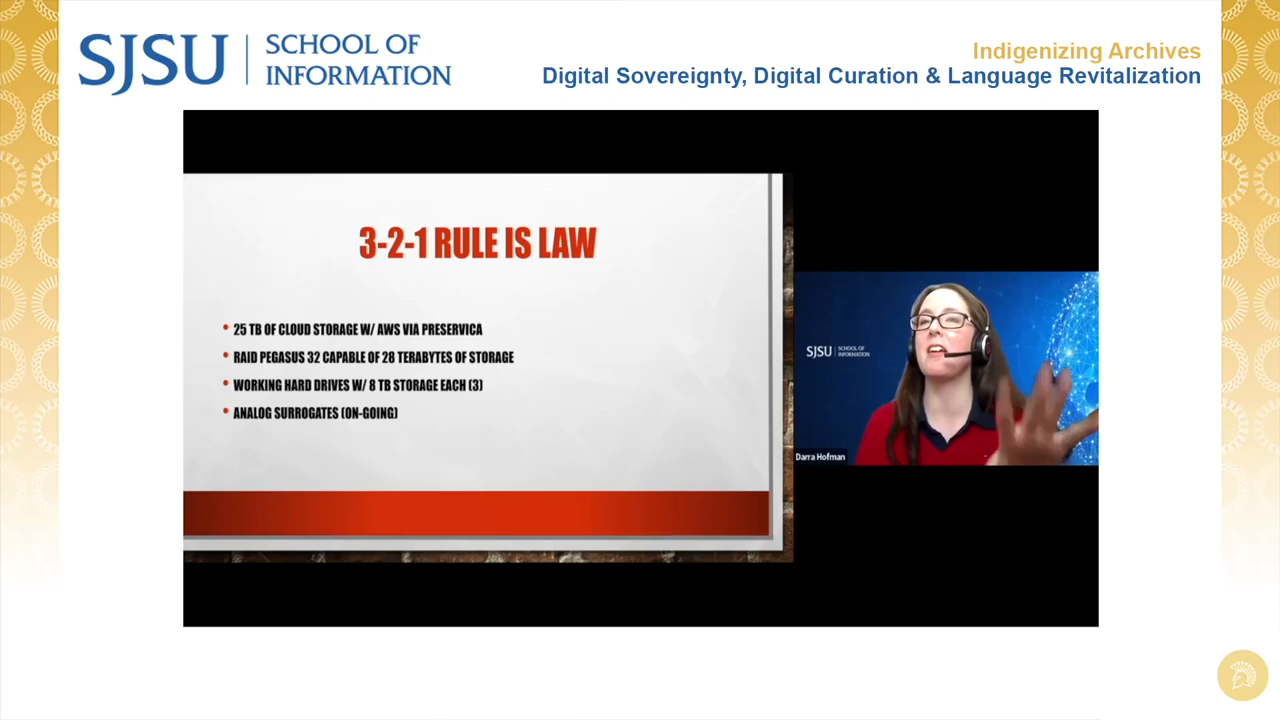 SJSU
SCHOOL OF
INFORMATION
Indigenizing Archives
Digital Sovereignty, Digital Curation & Language Revitalization
3-2-1 RULE IS LAW
• 25 TB OF CLOUD STORAGE W/ AWS VIA PRESERVICA
• RAID PEGASUS 32 CAPABLE OF 28 TERABYTES OF STORAGE
• WORKING HARD DRIVES W/ 8 TB STORAGE EACH (3)
• ANALOG SURROGATES (ON-GOING)
SJSU
SCHOOL OF
INFORMATION
Darra Hofman